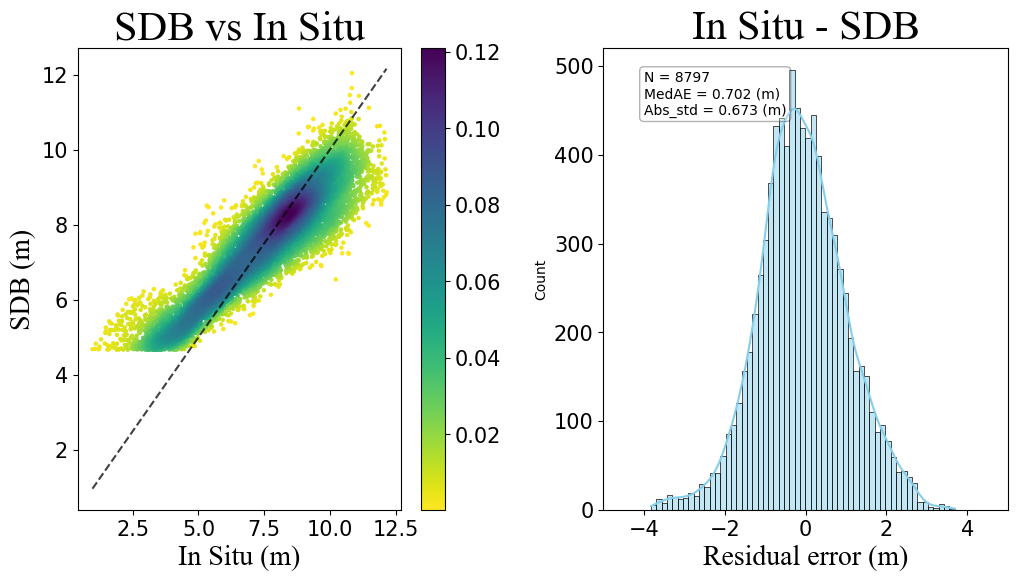 SDB vs In Situ
12
10
8
6
4
2
SDB (m)
2.5 5.0 7.5 10.0 12.5
In Situ (m)
0.12
0.10
0.08
0.06
0.04
0.02
In Situ - SDB
N = 8797
MedAE = 0.702 (m)
Abs_std = 0.673 (m)
500
400
300
200
100
0
Count
−4 −2 0 2 4
Residual error (m)